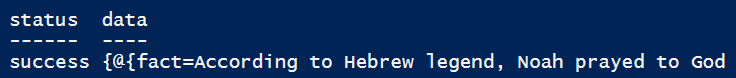 status  data
------  ----
success {@{fact=According to Hebrew legend, Noah prayed to God